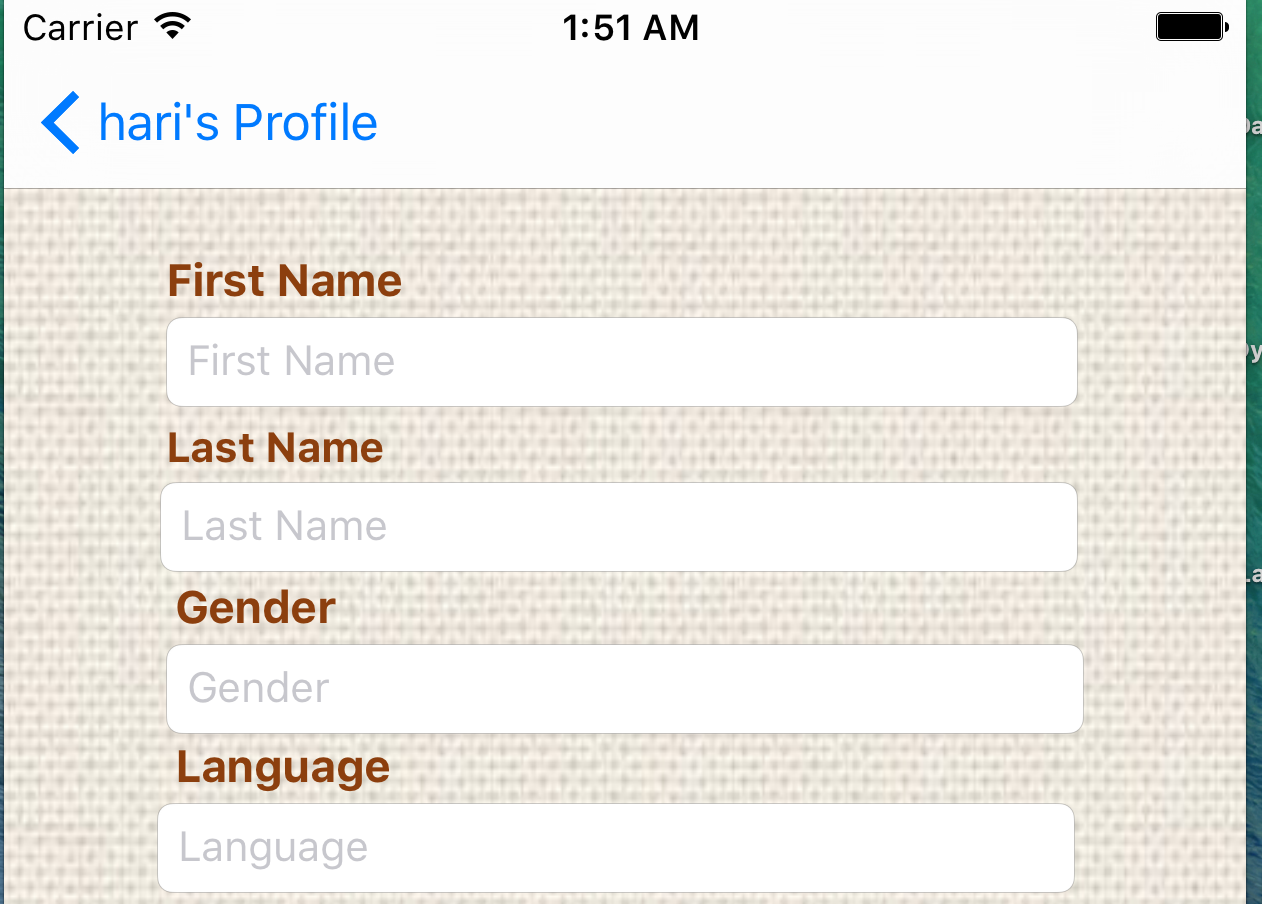 Carrier 1:51 AM
hari's Profile
First Name
First Name
Last Name
Last Name
Gender
Gender
Language
Language